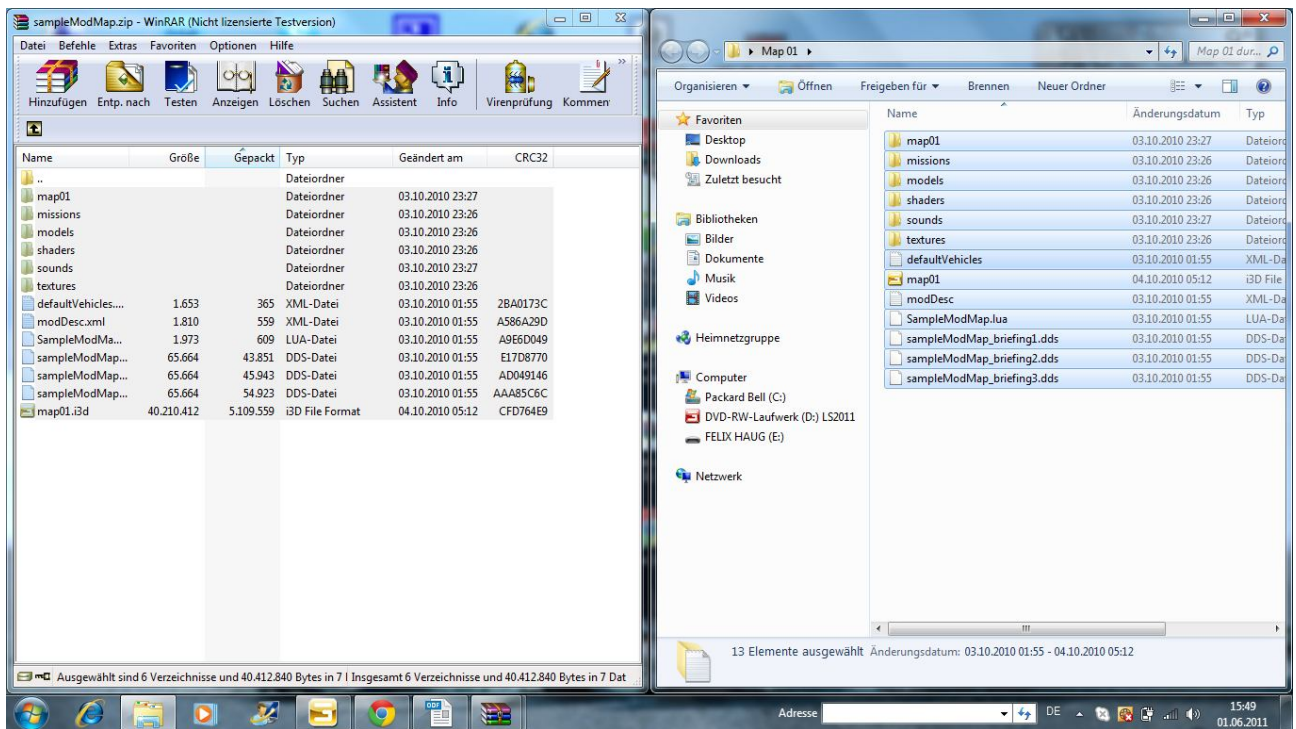 sampleModMap.zip - WinRAR (Nicht lizensierte Testversion)
Datei Befehle Extras Favoriten Optionen Hilfe
Hinzufügen Entp. nach Testen Anzeigen Löschen Suchen Assistent Info Virenprüfung Kommen
Name Größe Gepackt Typ Geändert am CRC32
.. Dateiordner
map01 Dateiordner 03.10.2010 23:27
missions Dateiordner 03.10.2010 23:26
models Dateiordner 03.10.2010 23:26
shaders Dateiordner 03.10.2010 23:26
sounds Dateiordner 03.10.2010 23:27
textures Dateiordner 03.10.2010 23:26
defaultVehicles.... 1.653 365 XML-Datei 03.10.2010 01:55 2BA0173C
modDesc.xml 1.810 559 XML-Datei 03.10.2010 01:55 A586A29D
SampleModMa... 1.973 609 LUA-Datei 03.10.2010 01:55 A9E6D049
sampleModMap... 65.664 43.851 DDS-Datei 03.10.2010 01:55 E17D8770
sampleModMap... 65.664 45.943 DDS-Datei 03.10.2010 01:55 AD049146
sampleModMap... 65.664 54.923 DDS-Datei 03.10.2010 01:55 AAA85C6C
map01.i3d 40.210.412 5.109.559 i3D File Format 04.10.2010 05:12 CFD764E9
Ausgewählt sind 6 Verzeichnisse und 40.412.840 Bytes in 7 Insgesamt 6 Verzeichnisse und 40.412.840 Bytes in 7 Dat
Map 01
Map 01 dur...
Organisieren Öffnen Freigeben für Brennen Neuer Ordner
Favoriten
Desktop
Downloads
Zuletzt besucht
Bibliotheken
Bilder
Dokumente
Musik
Videos
Heimnetzgruppe
Computer
Packard Bell (C:)
DVD-RW-Laufwerk (D:) LS2011
FELIX HAUG (E:)
Netzwerk
Name Änderungsdatum Typ
map01 03.10.2010 23:27 Dateiord
missions 03.10.2010 23:26 Dateiord
models 03.10.2010 23:26 Dateiord
shaders 03.10.2010 23:26 Dateiord
sounds 03.10.2010 23:27 Dateiord
textures 03.10.2010 23:26 Dateiord
defaultVehicles 03.10.2010 01:55 XML-Da
map01 04.10.2010 05:12 i3D File
modDesc 03.10.2010 01:55 XML-Da
SampleModMap.lua 03.10.2010 01:55 LUA-Da
sampleModMap_briefing1.dds 03.10.2010 01:55 DDS-Da
sampleModMap_briefing2.dds 03.10.2010 01:55 DDS-Da
sampleModMap_briefing3.dds 03.10.2010 01:55 DDS-Da
13 Elemente ausgewählt Änderungsdatum: 03.10.2010 01:55 - 04.10.2010 05:12
ODF
Adresse
DE
15:49
01.06.2011